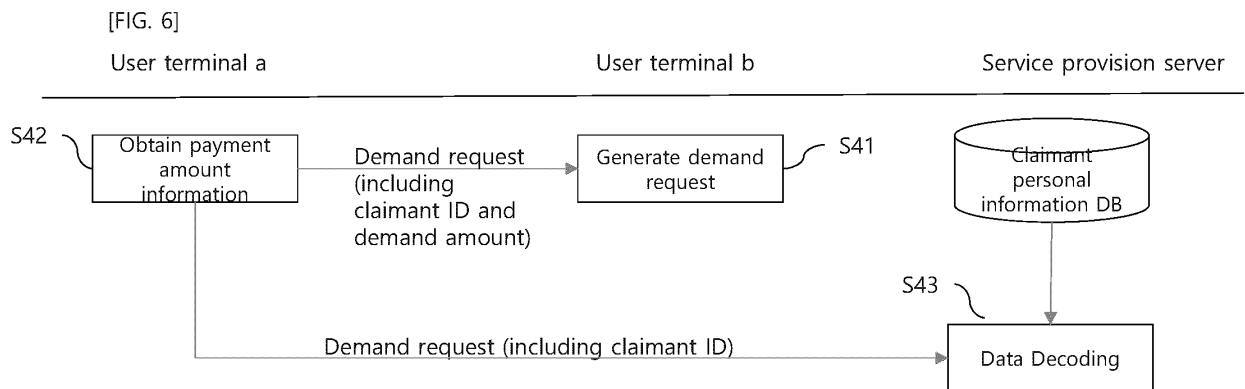 [FIG. 6]
User terminal a
User terminal b
Service provision server
S42
Obtain payment
amount
information
Demand request
(including
claimant ID and
demand amount)
Generate demand
request
S41
Claimant
personal
information DB
S43
Demand request (including claimant ID)
Data Decoding